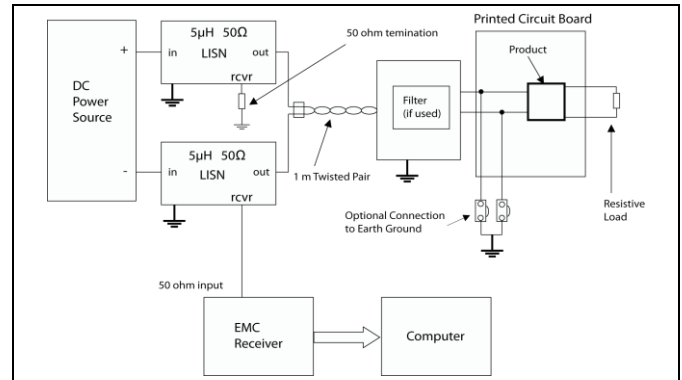 Printed Circuit Board
5µH 50Ω
LISN
in
out
rcvr
50 ohm temination
Product
+
DC
Power
Source
-
Filter
(if used)
5µH 50Ω
LISN
in
out
rcvr
1 m Twisted Pair
Optional Connection
to Earth Ground
Resistive
Load
50 ohm input
EMC
Receiver
Computer